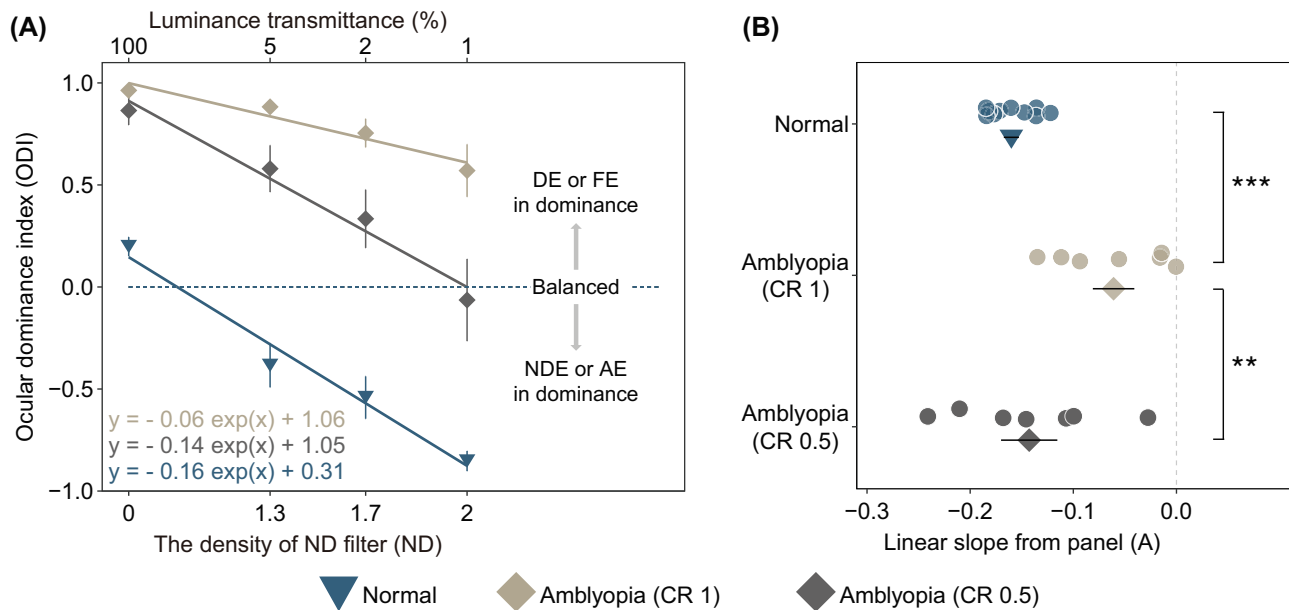 (A)
Luminance transmittance (%)
100 5 2 1
Ocular dominance index (ODI)
1.0
0.5
0.0
−0.5
−1.0
DE or FE
in dominance
Balanced
NDE or AE
in dominance
y = - 0.06 exp(x) + 1.06
y = - 0.14 exp(x) + 1.05
y = - 0.16 exp(x) + 0.31
0 1.3 1.7 2
The density of ND filter (ND)
(B)
Normal
Amblyopia
(CR 1)
Amblyopia
(CR 0.5)
***
**
−0.3 −0.2 −0.1 0.0
Linear slope from panel (A)
Normal Amblyopia (CR 1) Amblyopia (CR 0.5)